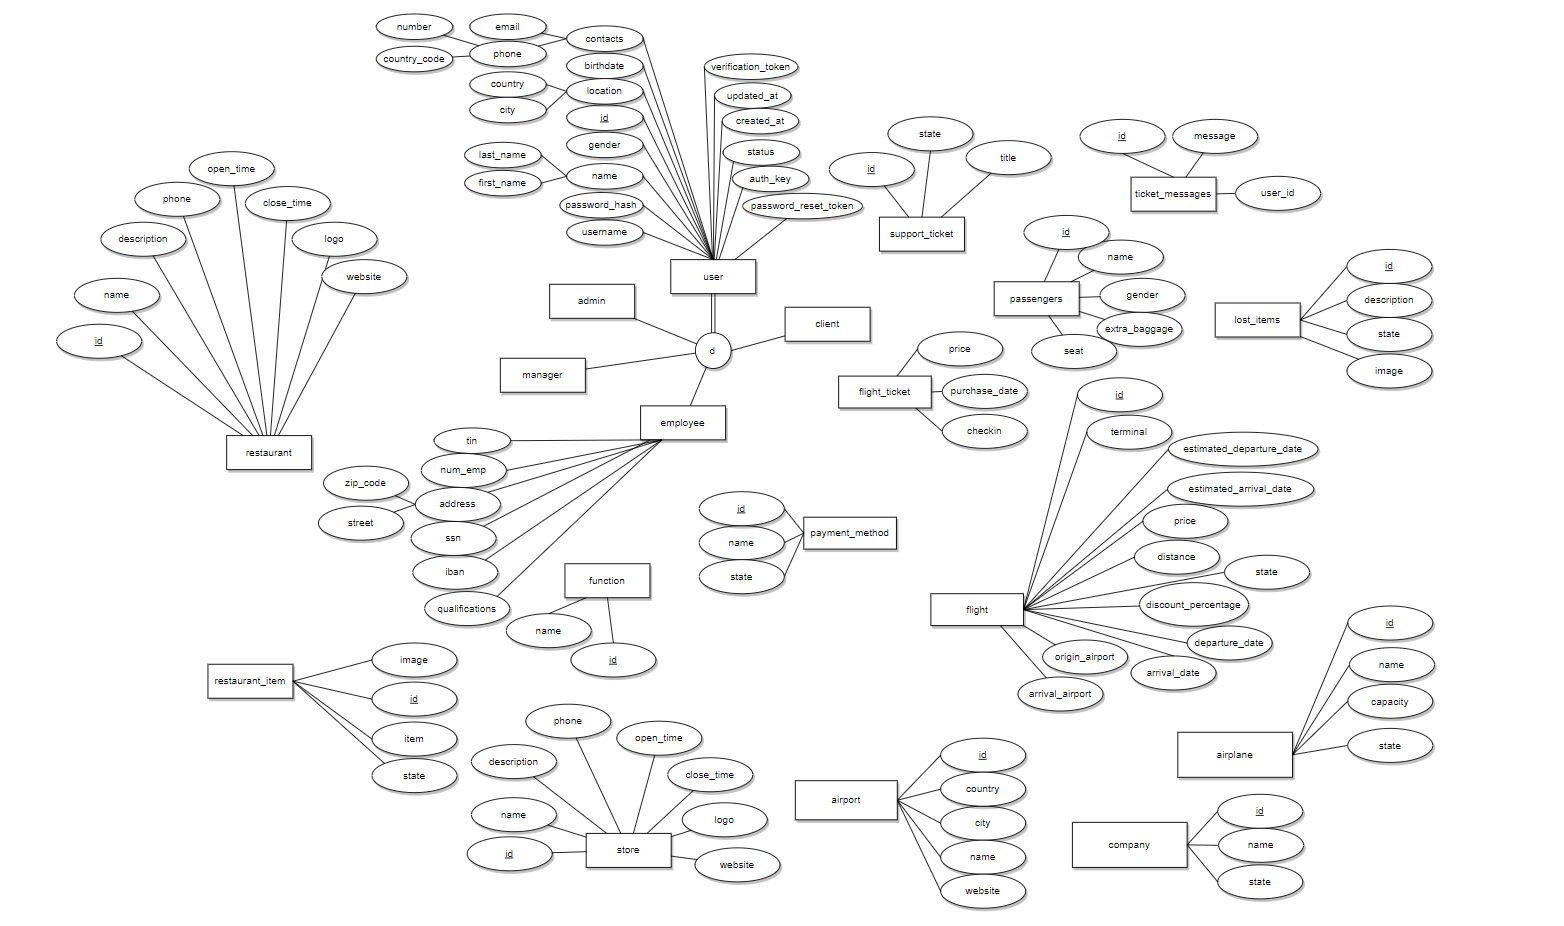 number
email
contacts
country_code
phone
birthdate
country
location
city
id
gender
last_name
first_name
name
password_hash
username
verification_token
updated_at
created_at
status
auth_key
password_reset_token
user
admin
client
d
manager
employee
tin
num_emp
zip_code
address
street
ssn
iban
qualifications
function
name
id
open_time
phone
close_time
description
logo
website
name
id
restaurant
state
id
title
support_ticket
id
message
ticket_messages
user_id
id
name
passengers
gender
extra_baggage
seat
id
description
lost_items
state
image
price
flight_ticket
purchase_date
checkin
id
name
payment_method
state
id
terminal
estimated_departure_date
estimated_arrival_date
price
distance
state
discount_percentage
flight
departure_date
origin_airport
arrival_date
arrival_airport
id
name
capacity
airplane
state
image
restaurant_item
id
item
state
phone
open_time
description
close_time
name
logo
id
store
website
id
country
airport
city
name
website
id
company
name
state